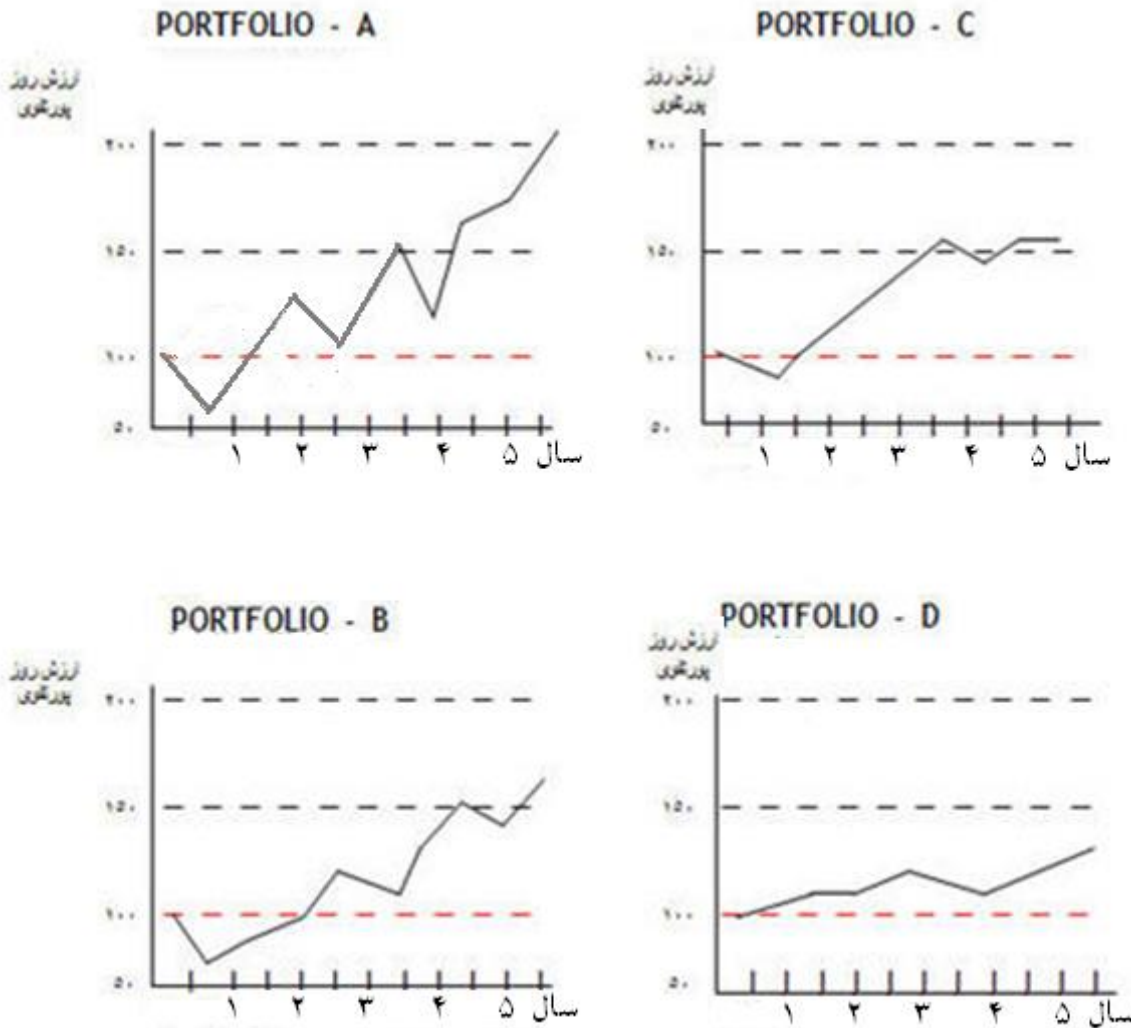 PORTFOLIO - A
ارزش روز
پورتفوی
۲۰۰
۱۵۰
۱۰۰
۵۰
۱ ۲ ۳ ۴ ۵ سال
PORTFOLIO - C
ارزش روز
پورتفوی
۲۰۰
۱۵۰
۱۰۰
۵۰
۱ ۲ ۳ ۴ ۵ سال
PORTFOLIO - B
ارزش روز
پورتفوی
۲۰۰
۱۵۰
۱۰۰
۵۰
۱ ۲ ۳ ۴ ۵ سال
PORTFOLIO - D
ارزش روز
پورتفوی
۲۰۰
۱۵۰
۱۰۰
۵۰
۱ ۲ ۳ ۴ ۵ سال